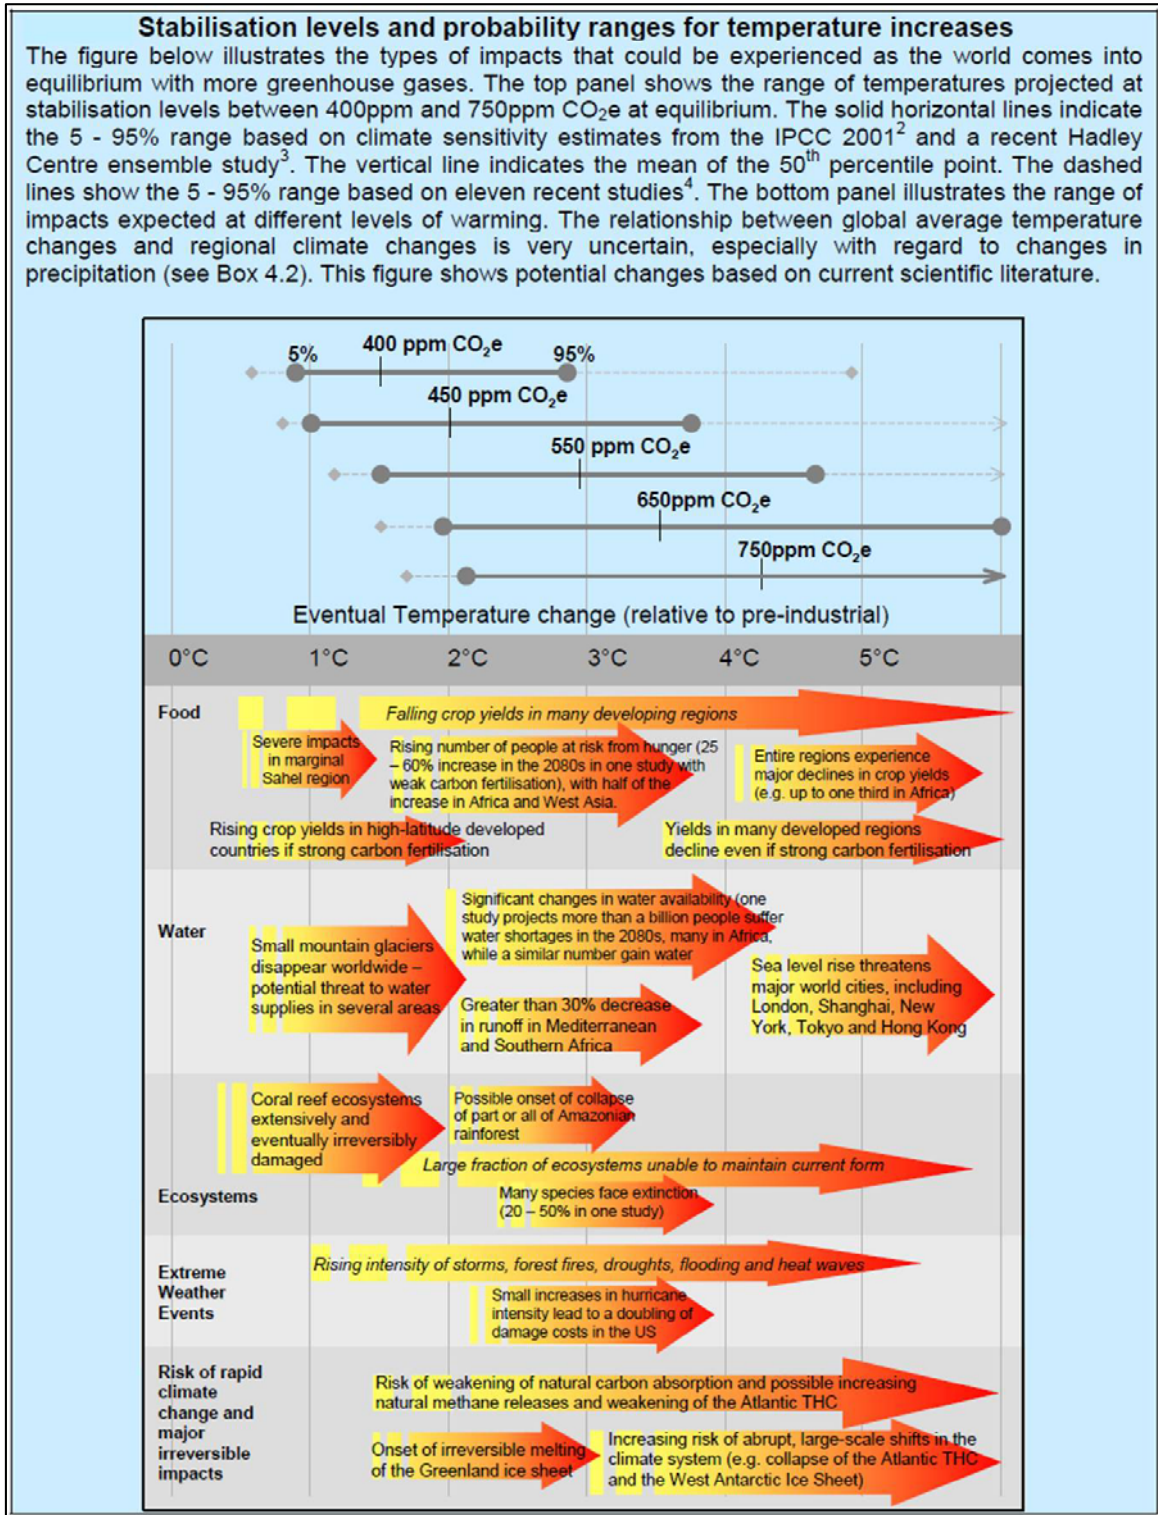 Stabilisation levels and probability ranges for temperature increases
The figure below illustrates the types of impacts that could be experienced as the world comes into
equilibrium with more greenhouse gases. The top panel shows the range of temperatures projected at
stabilisation levels between 400ppm and 750ppm CO₂e at equilibrium. The solid horizontal lines indicate
the 5 - 95% range based on climate sensitivity estimates from the IPCC 2001² and a recent Hadley
Centre ensemble study³. The vertical line indicates the mean of the 50th percentile point. The dashed
lines show the 5 - 95% range based on eleven recent studies⁴. The bottom panel illustrates the range of
impacts expected at different levels of warming. The relationship between global average temperature
changes and regional climate changes is very uncertain, especially with regard to changes in
precipitation (see Box 4.2). This figure shows potential changes based on current scientific literature.
5% 400 ppm CO₂e 95%
450 ppm CO₂e
550 ppm CO₂e
650ppm CO₂e
750ppm CO₂e
Eventual Temperature change (relative to pre-industrial)
0°C 1°C 2°C 3°C 4°C 5°C
Food
Falling crop yields in many developing regions
Severe impacts
in marginal
Sahel region
Rising number of people at risk from hunger (25
– 60% increase in the 2080s in one study with
weak carbon fertilisation), with half of the
increase in Africa and West Asia.
Entire regions experience
major declines in crop yields
(e.g. up to one third in Africa)
Rising crop yields in high-latitude developed
countries if strong carbon fertilisation
Yields in many developed regions
decline even if strong carbon fertilisation
Water
Small mountain glaciers
disappear worldwide –
potential threat to water
supplies in several areas
Significant changes in water availability (one
study projects more than a billion people suffer
water shortages in the 2080s, many in Africa,
while a similar number gain water
Greater than 30% decrease
in runoff in Mediterranean
and Southern Africa
Sea level rise threatens
major world cities, including
London, Shanghai, New
York, Tokyo and Hong Kong
Ecosystems
Coral reef ecosystems
extensively and
eventually irreversibly
damaged
Possible onset of collapse
of part or all of Amazonian
rainforest
Large fraction of ecosystems unable to maintain current form
Many species face extinction
(20 – 50% in one study)
Extreme
Weather
Events
Rising intensity of storms, forest fires, droughts, flooding and heat waves
Small increases in hurricane
intensity lead to a doubling of
damage costs in the US
Risk of rapid
climate
change and
major
irreversible
impacts
Risk of weakening of natural carbon absorption and possible increasing
natural methane releases and weakening of the Atlantic THC
Onset of irreversible melting
of the Greenland ice sheet
Increasing risk of abrupt, large-scale shifts in the
climate system (e.g. collapse of the Atlantic THC
and the West Antarctic Ice Sheet)